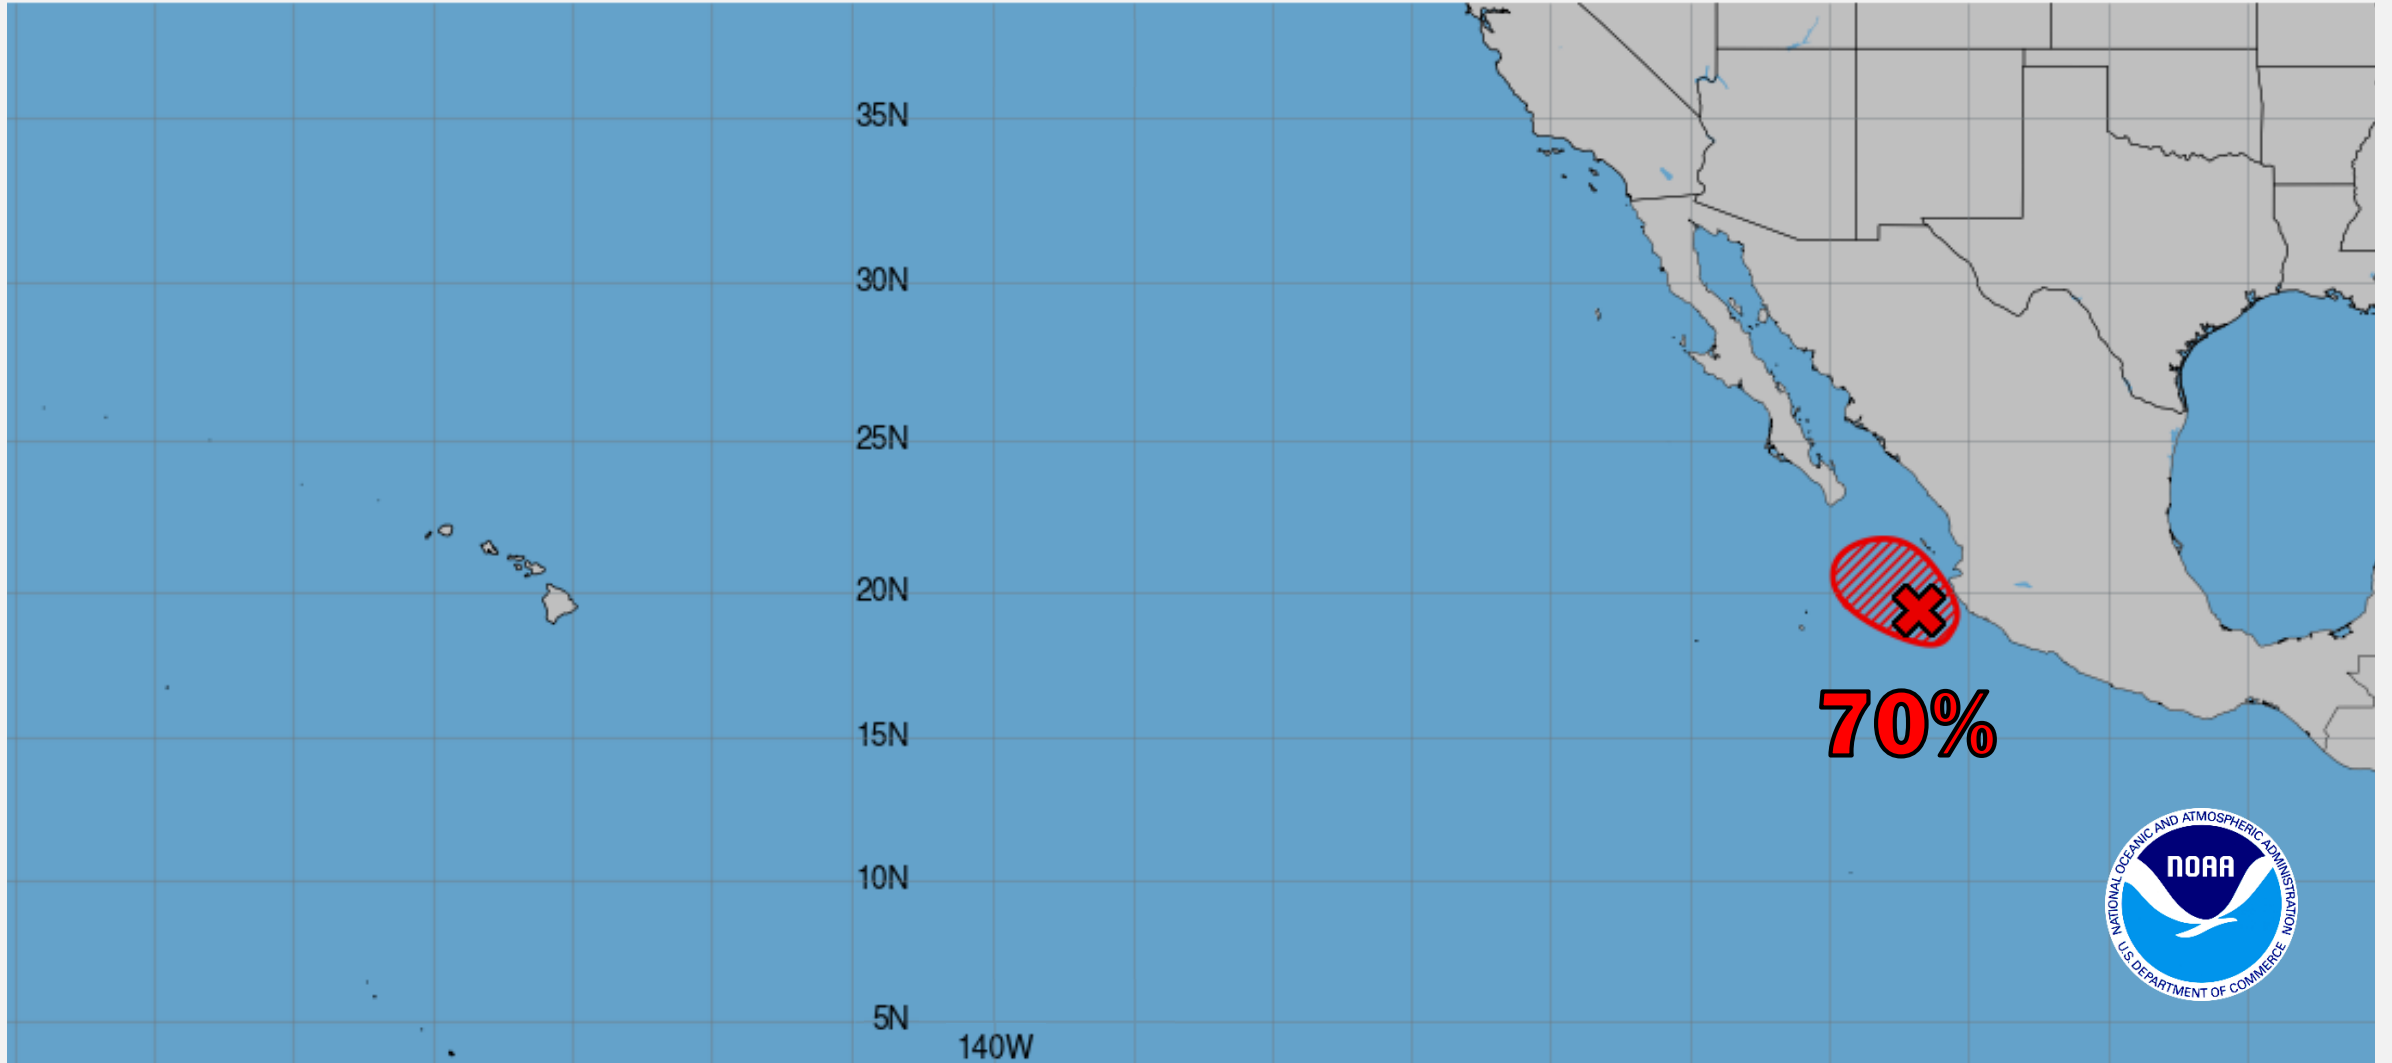 35N
30N
25N
20N
15N
10N
5N
140W
70%
NATIONAL OCEANIC AND ATMOSPHERIC ADMINISTRATION
NOAA
U.S. DEPARTMENT OF COMMERCE